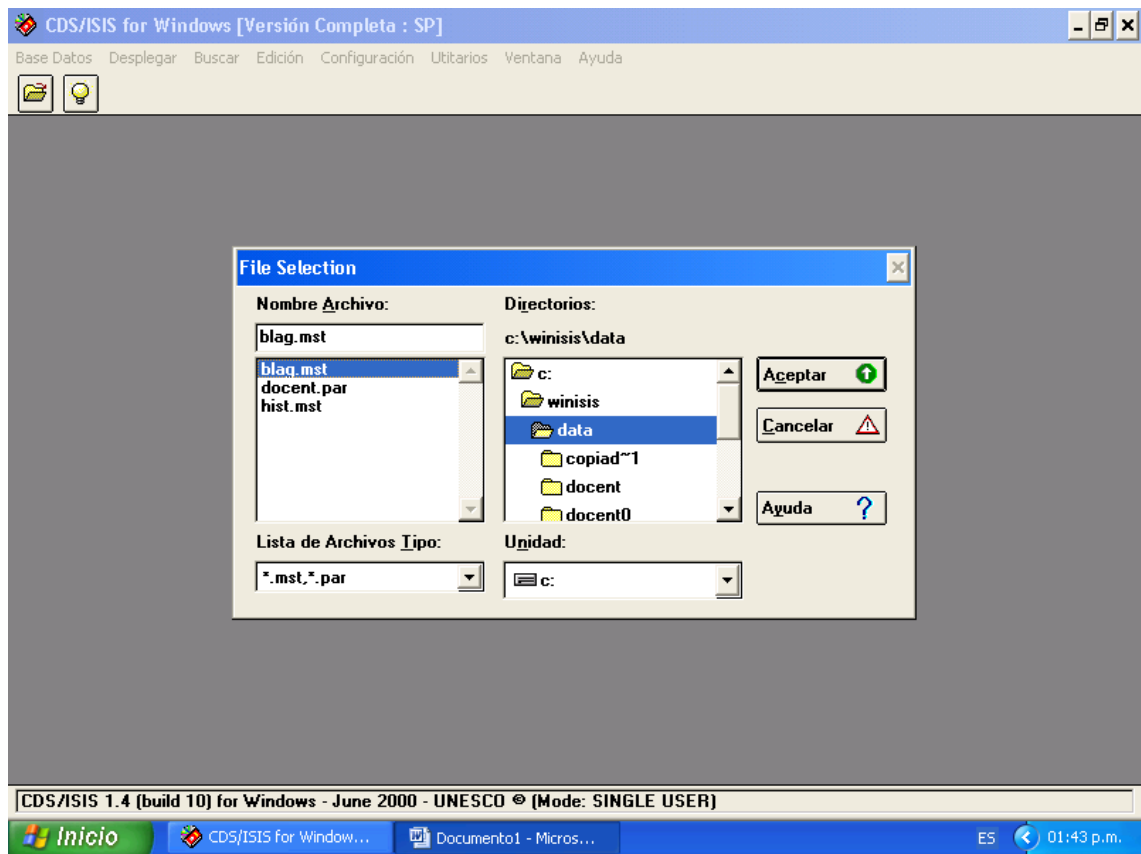 CDS/ISIS for Windows [Versión Completa : SP]
Base Datos Desplegar Buscar Edición Configuración Utitarios Ventana Ayuda
File Selection
Nombre Archivo:
blag.mst
blag.mst
docent.par
hist.mst
Lista de Archivos Tipo:
*.mst,*.par
Directorios:
c:\winisis\data
c:
winisis
data
copiad~1
docent
docent0
Unidad:
c:
Aceptar
Cancelar
Ayuda
CDS/ISIS 1.4 (build 10) for Windows - June 2000 - UNESCO © (Mode: SINGLE USER)
Inicio
CDS/ISIS for Window...
Documento1 - Micros...
ES
01:43 p.m.